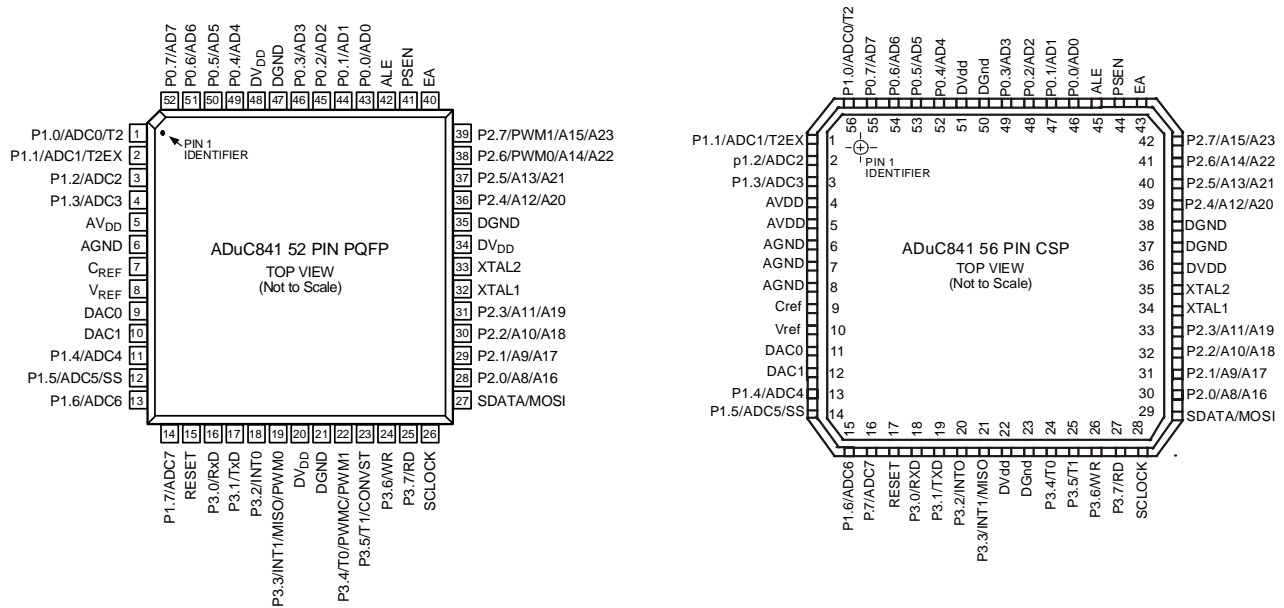 P0.7/AD7
P0.6/AD6
P0.5/AD5
P0.4/AD4
DVDD
DGND
P0.3/AD3
P0.2/AD2
P0.1/AD1
P0.0/AD0
ALE
PSEN
EA
52
51
50
49
48
47
46
45
44
43
42
41
40
P1.0/ADC0/T2 1
P1.1/ADC1/T2EX 2
P1.2/ADC2 3
P1.3/ADC3 4
AVDD 5
AGND 6
CREF 7
VREF 8
DAC0 9
DAC1 10
P1.4/ADC4 11
P1.5/ADC5/SS 12
P1.6/ADC6 13
PIN 1
IDENTIFIER
ADuC841 52 PIN PQFP
TOP VIEW
(Not to Scale)
39 P2.7/PWM1/A15/A23
38 P2.6/PWM0/A14/A22
37 P2.5/A13/A21
36 P2.4/A12/A20
35 DGND
34 DVDD
33 XTAL2
32 XTAL1
31 P2.3/A11/A19
30 P2.2/A10/A18
29 P2.1/A9/A17
28 P2.0/A8/A16
27 SDATA/MOSI
14
15
16
17
18
19
20
21
22
23
24
25
26
P1.7/ADC7
RESET
P3.0/RxD
P3.1/TxD
P3.2/INT0
P3.3/INT1/MISO/PWM0
DVDD
DGND
P3.4/T0/PWMC/PWM1
P3.5/T1/CONVST
P3.6/WR
P3.7/RD
SCLOCK
P1.0/ADC0/T2
P0.7/AD7
P0.6/AD6
P0.5/AD5
P0.4/AD4
DVdd
DGnd
P0.3/AD3
P0.2/AD2
P0.1/AD1
P0.0/AD0
ALE
PSEN
EA
56
55
54
53
52
51
50
49
48
47
46
45
44
43
P1.1/ADC1/T2EX 1
p1.2/ADC2 2
P1.3/ADC3 3
AVDD 4
AVDD 5
AGND 6
AGND 7
AGND 8
Cref 9
Vref 10
DAC0 11
DAC1 12
P1.4/ADC4 13
P1.5/ADC5/SS 14
PIN 1
IDENTIFIER
ADuC841 56 PIN CSP
TOP VIEW
(Not to Scale)
42 P2.7/A15/A23
41 P2.6/A14/A22
40 P2.5/A13/A21
39 P2.4/A12/A20
38 DGND
37 DGND
36 DVDD
35 XTAL2
34 XTAL1
33 P2.3/A11/A19
32 P2.2/A10/A18
31 P2.1/A9/A17
30 P2.0/A8/A16
29 SDATA/MOSI
15
16
17
18
19
20
21
22
23
24
25
26
27
28
P1.6/ADC6
P.7/ADC7
RESET
P3.0/RXD
P3.1/TXD
P3.2/INTO
P3.3/INT1/MISO
DVdd
DGnd
P3.4/T0
P3.5/T1
P3.6/WR
P3.7/RD
SCLOCK